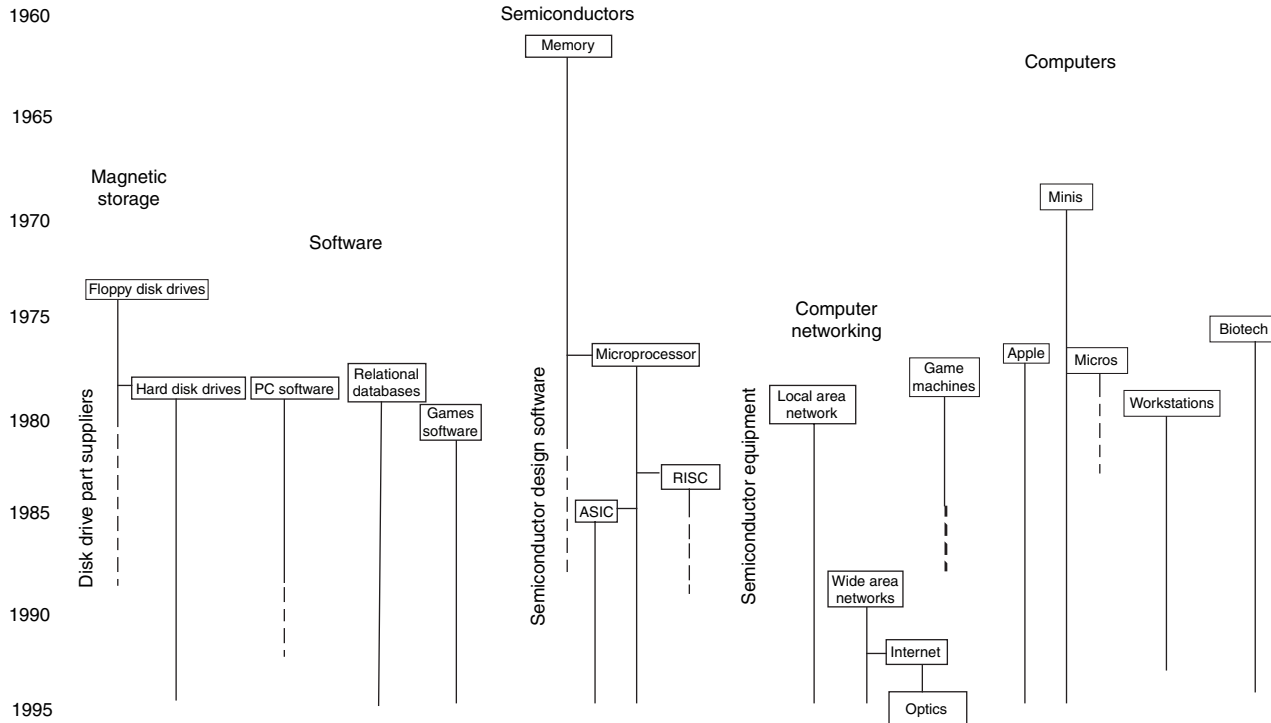 1960
1965
1970
1975
1980
1985
1990
1995
Magnetic
storage
Floppy disk drives
Hard disk drives
Disk drive part suppliers
Software
PC software
Relational
databases
Games
software
Semiconductors
Memory
Microprocessor
RISC
ASIC
Semiconductor design software
Semiconductor equipment
Computer
networking
Local area
network
Wide area
networks
Internet
Optics
Game
machines
Computers
Minis
Apple
Micros
Workstations
Biotech